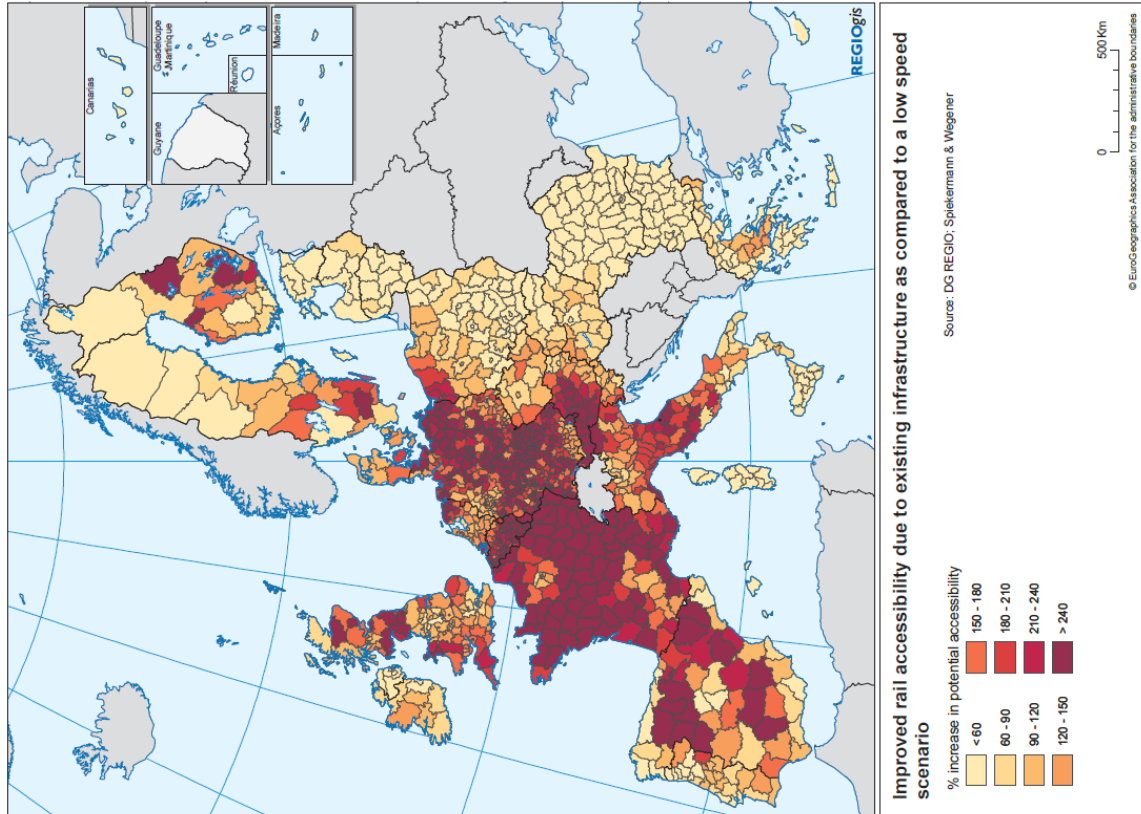 Canarias
Guyane
Guadeloupe
Martinique
Réunion
Açores
Madeira
REGIOgis
Improved rail accessibility due to existing infrastructure as compared to a low speed
scenario
% increase in potential accessibility
< 60
60 - 90
90 - 120
120 - 150
150 - 180
180 - 210
210 - 240
> 240
Source: DG REGIO; Spiekermann & Wegener
0 500 Km
© EuroGeographics Association for the administrative boundaries